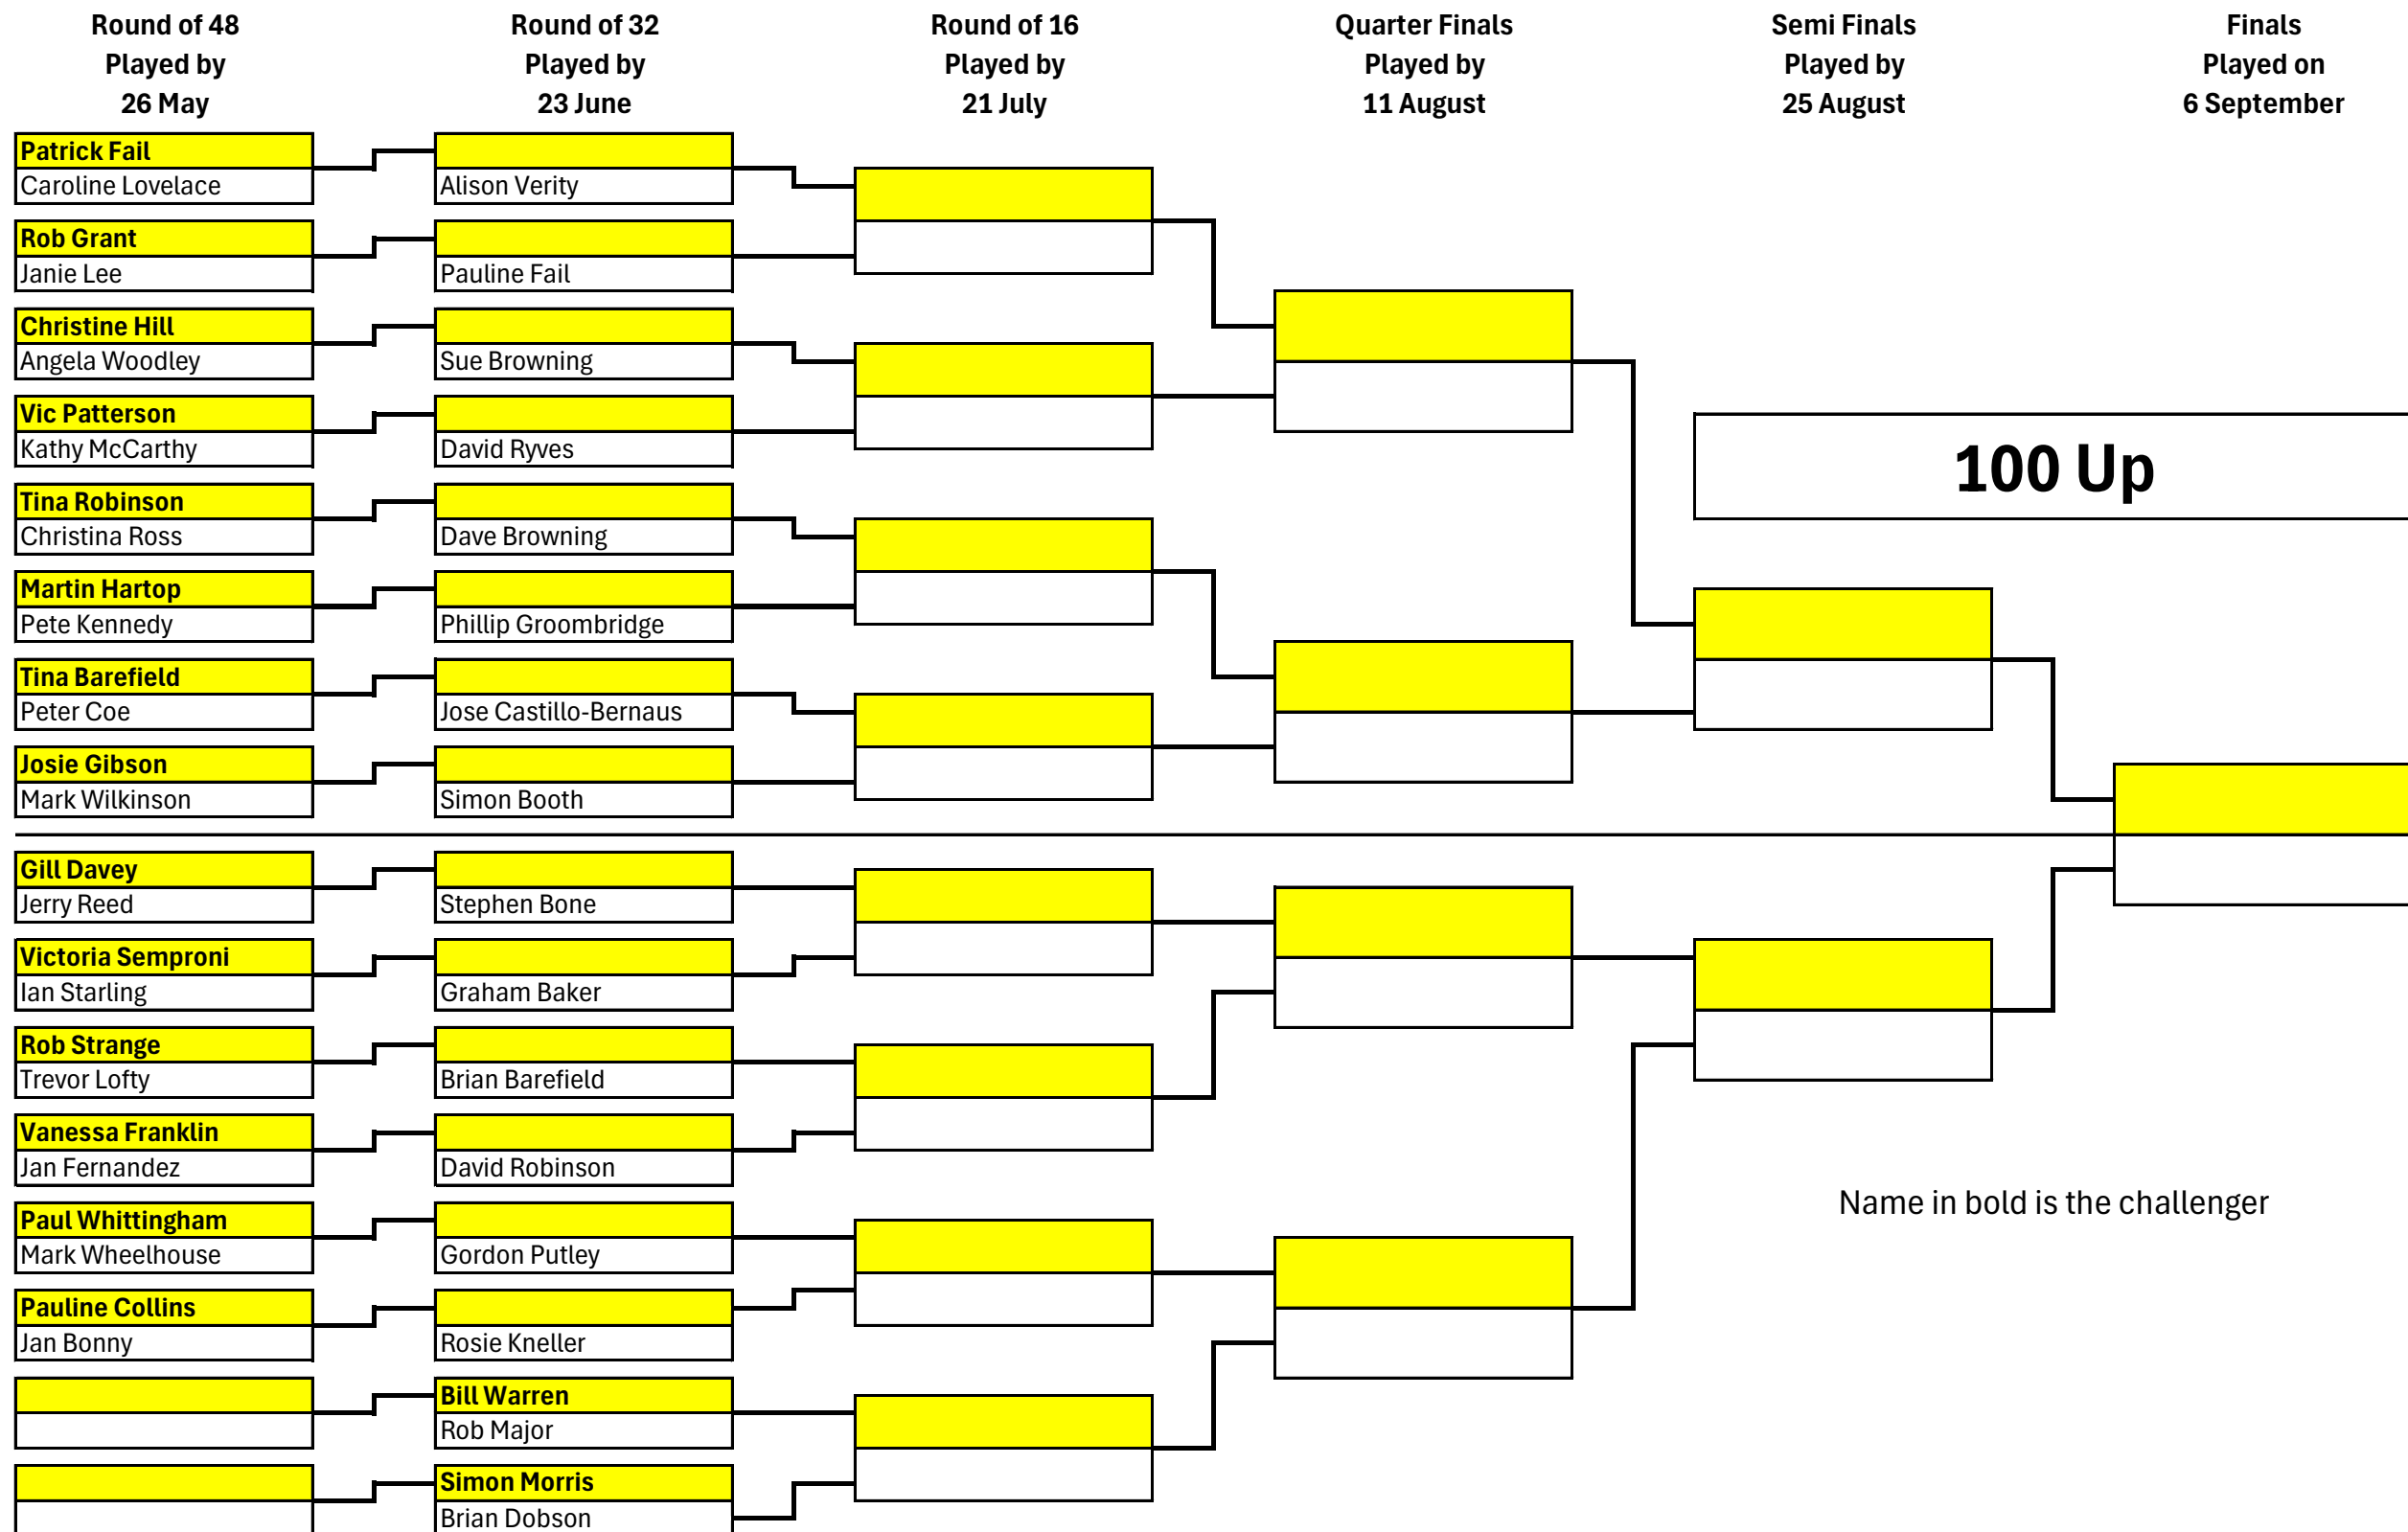 Round of 48
Played by
26 May
Round of 32
Played by
23 June
Round of 16
Played by
21 July
Quarter Finals
Played by
11 August
Semi Finals
Played by
25 August
Finals
Played on
6 September
Patrick Fail
Caroline Lovelace
Rob Grant
Janie Lee
Christine Hill
Angela Woodley
Vic Patterson
Kathy McCarthy
Tina Robinson
Christina Ross
Martin Hartop
Pete Kennedy
Tina Barefield
Peter Coe
Josie Gibson
Mark Wilkinson
Gill Davey
Jerry Reed
Victoria Semproni
Ian Starling
Rob Strange
Trevor Lofty
Vanessa Franklin
Jan Fernandez
Paul Whittingham
Mark Wheelhouse
Pauline Collins
Jan Bonny
Alison Verity
Pauline Fail
Sue Browning
David Ryves
Dave Browning
Phillip Groombridge
Jose Castillo-Bernaus
Simon Booth
Stephen Bone
Graham Baker
Brian Barefield
David Robinson
Gordon Putley
Rosie Kneller
Bill Warren
Rob Major
Simon Morris
Brian Dobson
100 Up
Name in bold is the challenger